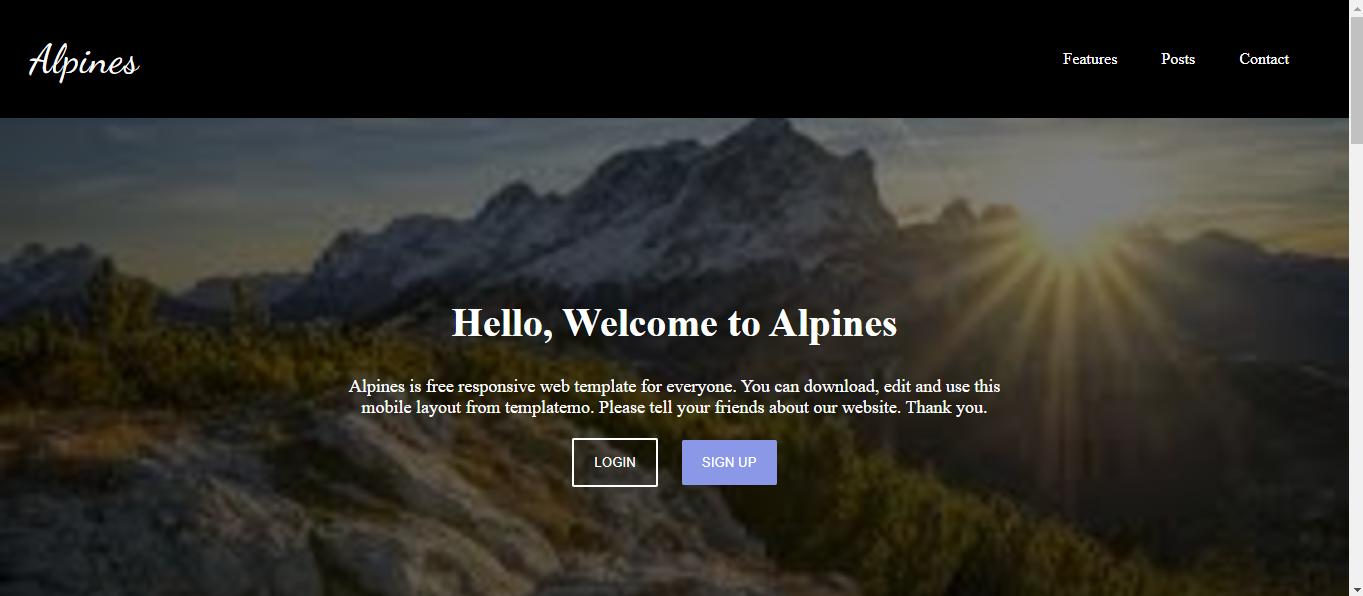 Alpines
Features Posts Contact
Hello, Welcome to Alpines
Alpines is free responsive web template for everyone. You can download, edit and use this
mobile layout from templatemo. Please tell your friends about our website. Thank you.
LOGIN SIGN UP